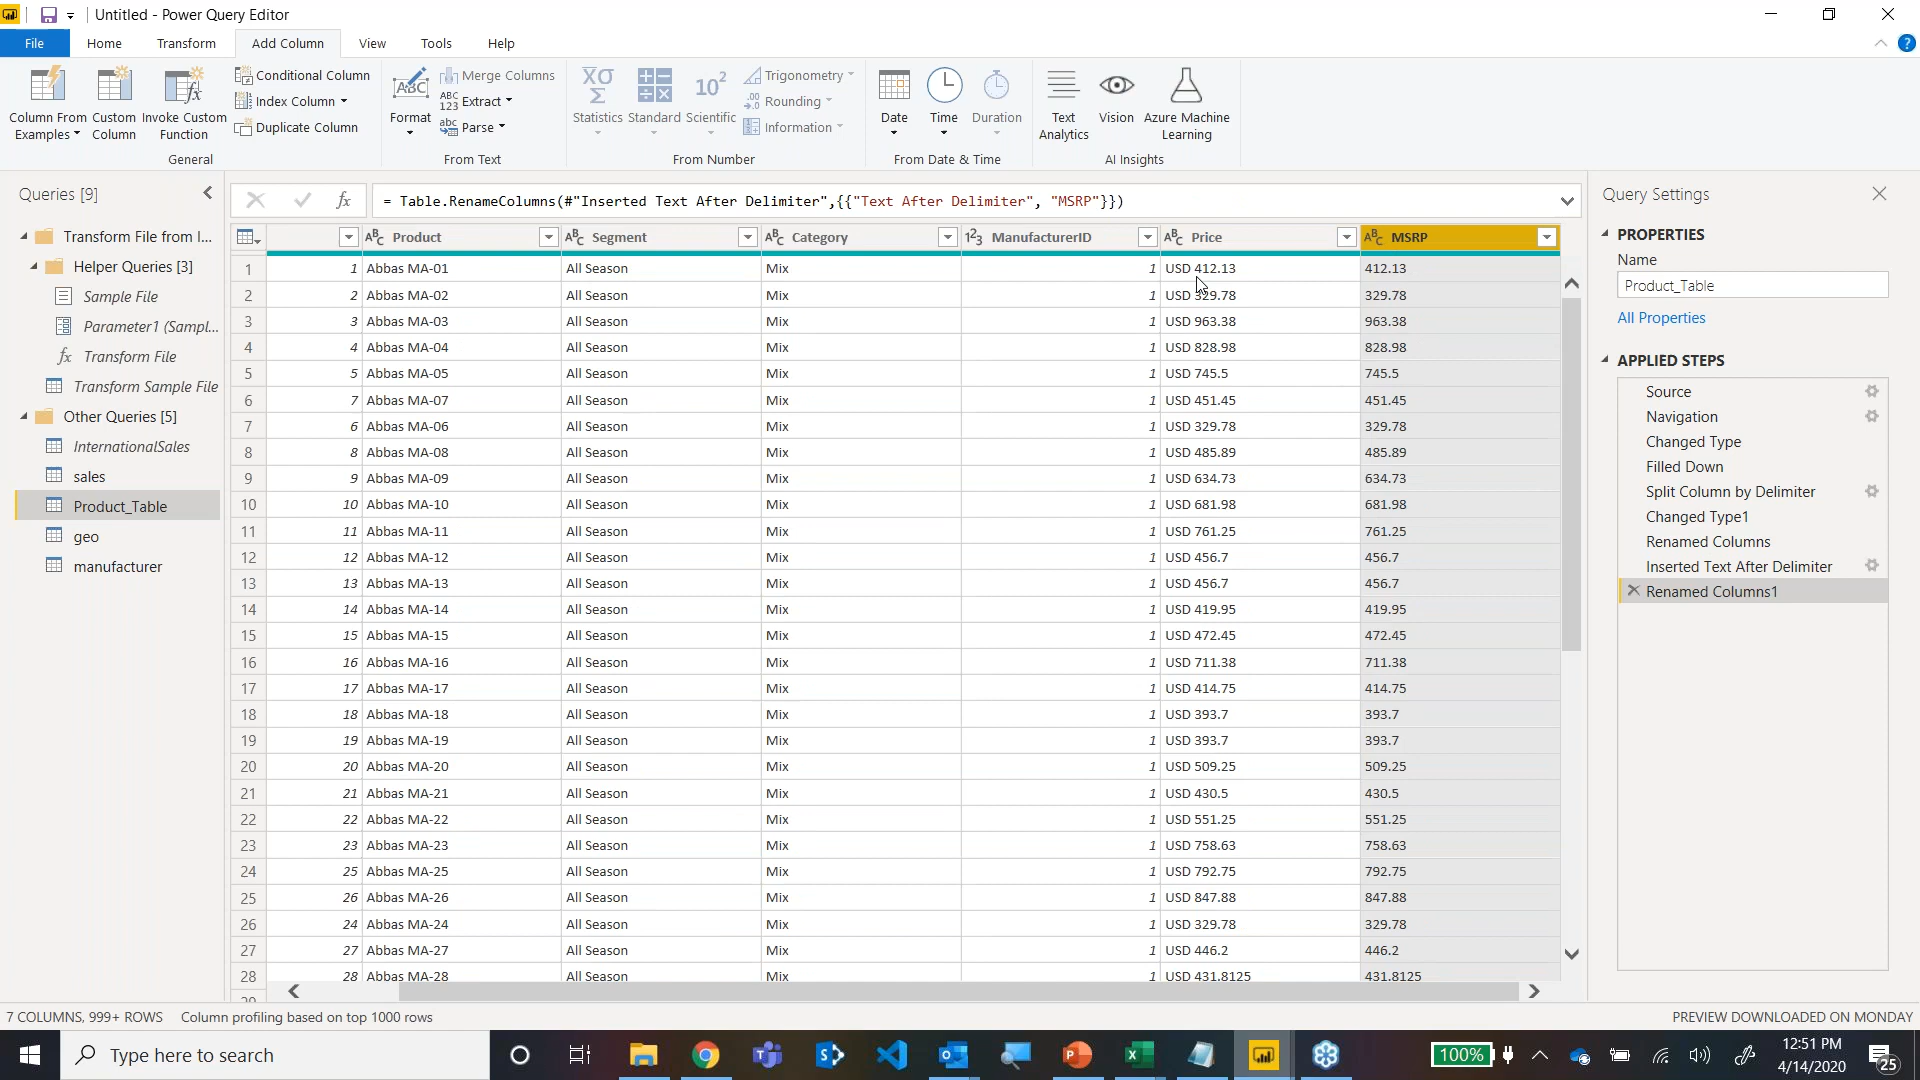 Untitled - Power Query Editor
File Home Transform Add Column View Tools Help
Column From Examples
Custom Column
Invoke Custom Function
Conditional Column
Index Column
Duplicate Column
General
Format
Merge Columns
Extract
Parse
From Text
Statistics
Standard
Scientific
Trigonometry
Rounding
Information
From Number
Date
Time
Duration
From Date & Time
Text Analytics
Vision
Azure Machine Learning
AI Insights
Queries [9]
Transform File from I...
Helper Queries [3]
Sample File
Parameter1 (Sampl...
Transform File
Transform Sample File
Other Queries [5]
InternationalSales
sales
Product_Table
geo
manufacturer
= Table.RenameColumns(#"Inserted Text After Delimiter",{{"Text After Delimiter", "MSRP"}})
Product Segment Category ManufacturerID Price MSRP
1 1 Abbas MA-01 All Season Mix 1 USD 412.13 412.13
2 2 Abbas MA-02 All Season Mix 1 USD 329.78 329.78
3 3 Abbas MA-03 All Season Mix 1 USD 963.38 963.38
4 4 Abbas MA-04 All Season Mix 1 USD 828.98 828.98
5 5 Abbas MA-05 All Season Mix 1 USD 745.5 745.5
6 7 Abbas MA-07 All Season Mix 1 USD 451.45 451.45
7 6 Abbas MA-06 All Season Mix 1 USD 329.78 329.78
8 8 Abbas MA-08 All Season Mix 1 USD 485.89 485.89
9 9 Abbas MA-09 All Season Mix 1 USD 634.73 634.73
10 10 Abbas MA-10 All Season Mix 1 USD 681.98 681.98
11 11 Abbas MA-11 All Season Mix 1 USD 761.25 761.25
12 12 Abbas MA-12 All Season Mix 1 USD 456.7 456.7
13 13 Abbas MA-13 All Season Mix 1 USD 456.7 456.7
14 14 Abbas MA-14 All Season Mix 1 USD 419.95 419.95
15 15 Abbas MA-15 All Season Mix 1 USD 472.45 472.45
16 16 Abbas MA-16 All Season Mix 1 USD 711.38 711.38
17 17 Abbas MA-17 All Season Mix 1 USD 414.75 414.75
18 18 Abbas MA-18 All Season Mix 1 USD 393.7 393.7
19 19 Abbas MA-19 All Season Mix 1 USD 393.7 393.7
20 20 Abbas MA-20 All Season Mix 1 USD 509.25 509.25
21 21 Abbas MA-21 All Season Mix 1 USD 430.5 430.5
22 22 Abbas MA-22 All Season Mix 1 USD 551.25 551.25
23 23 Abbas MA-23 All Season Mix 1 USD 758.63 758.63
24 25 Abbas MA-25 All Season Mix 1 USD 792.75 792.75
25 26 Abbas MA-26 All Season Mix 1 USD 847.88 847.88
26 24 Abbas MA-24 All Season Mix 1 USD 329.78 329.78
27 27 Abbas MA-27 All Season Mix 1 USD 446.2 446.2
28 28 Abbas MA-28 All Season Mix 1 USD 431.8125 431.8125
Query Settings
PROPERTIES
Name
Product_Table
All Properties
APPLIED STEPS
Source
Navigation
Changed Type
Filled Down
Split Column by Delimiter
Changed Type1
Renamed Columns
Inserted Text After Delimiter
Renamed Columns1
7 COLUMNS, 999+ ROWS Column profiling based on top 1000 rows
PREVIEW DOWNLOADED ON MONDAY
Type here to search
100%
12:51 PM
4/14/2020
25